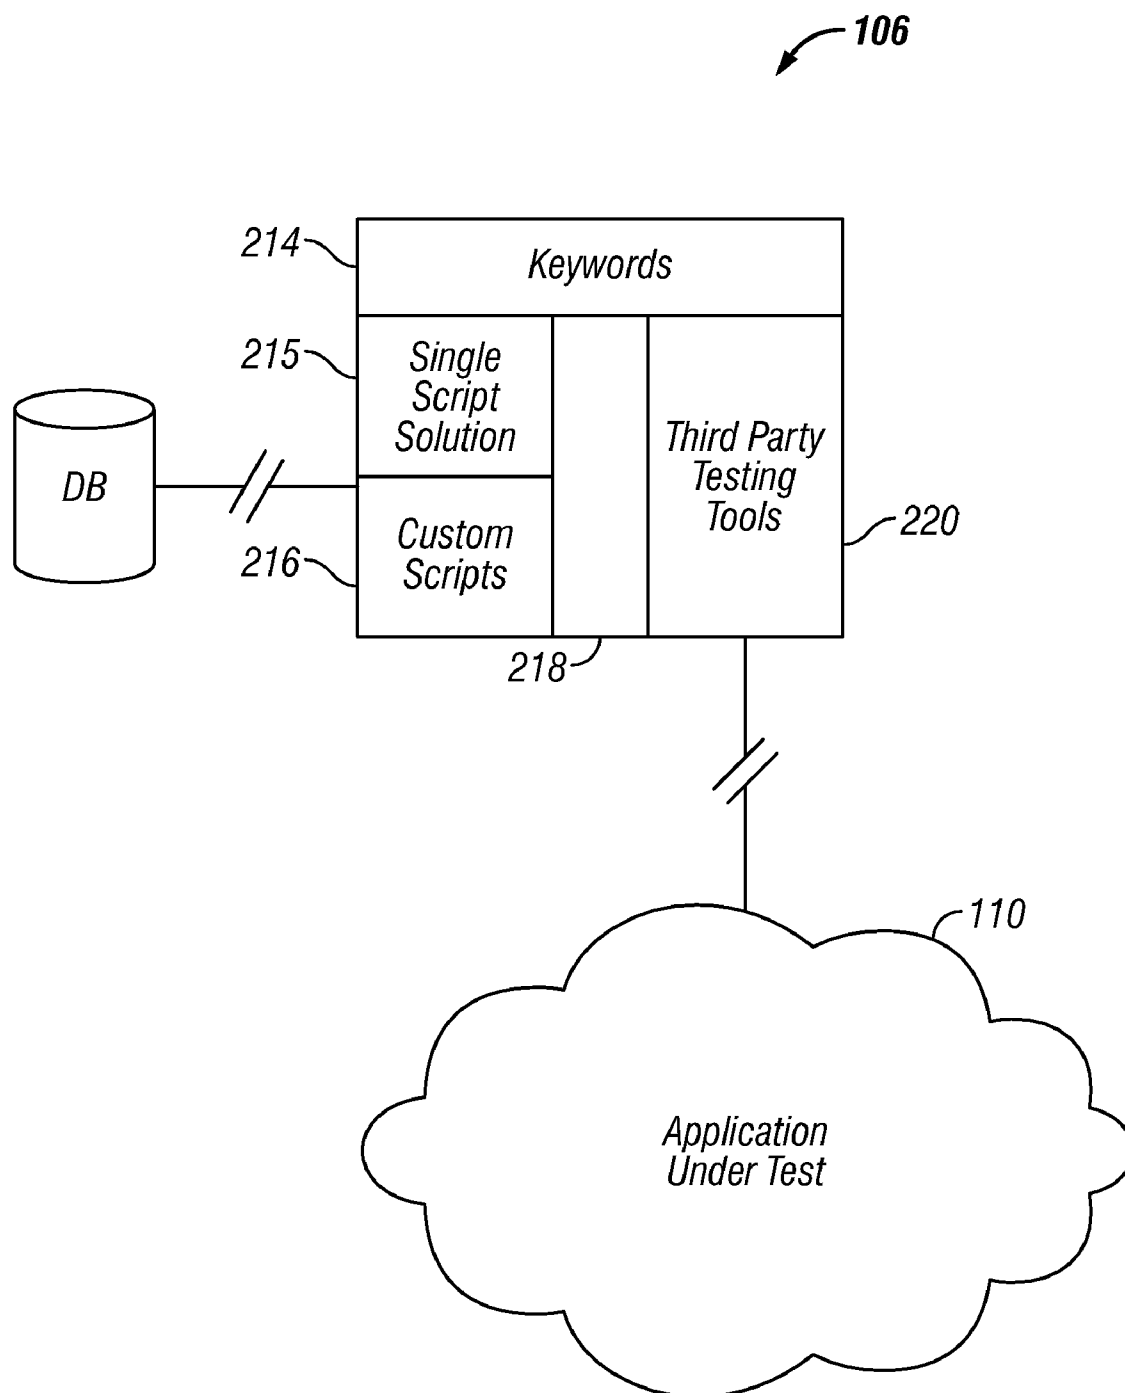 106
214
Keywords
215
Single
Script
Solution
Third Party
Testing
Tools
DB
220
216
Custom
Scripts
218
110
Application
Under Test